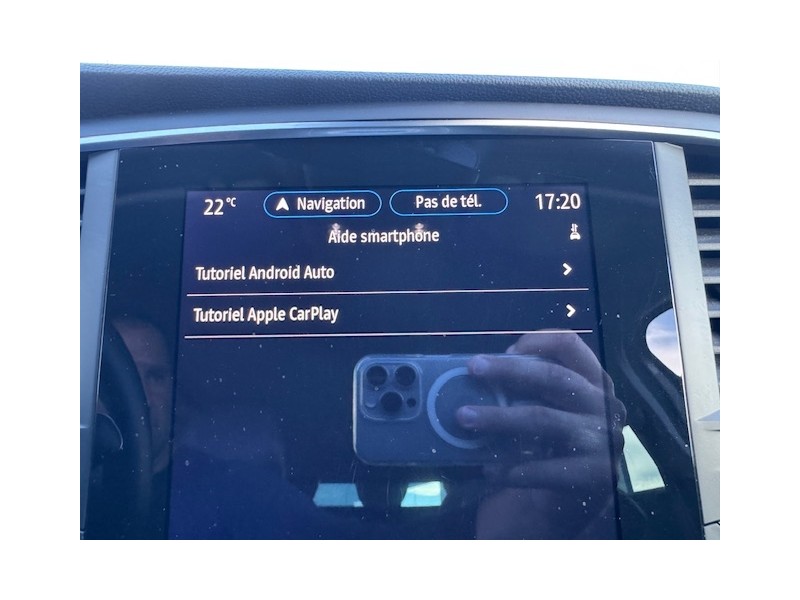 22°C Navigation Pas de tél. 17:20
Aide smartphone
Tutoriel Android Auto
Tutoriel Apple CarPlay